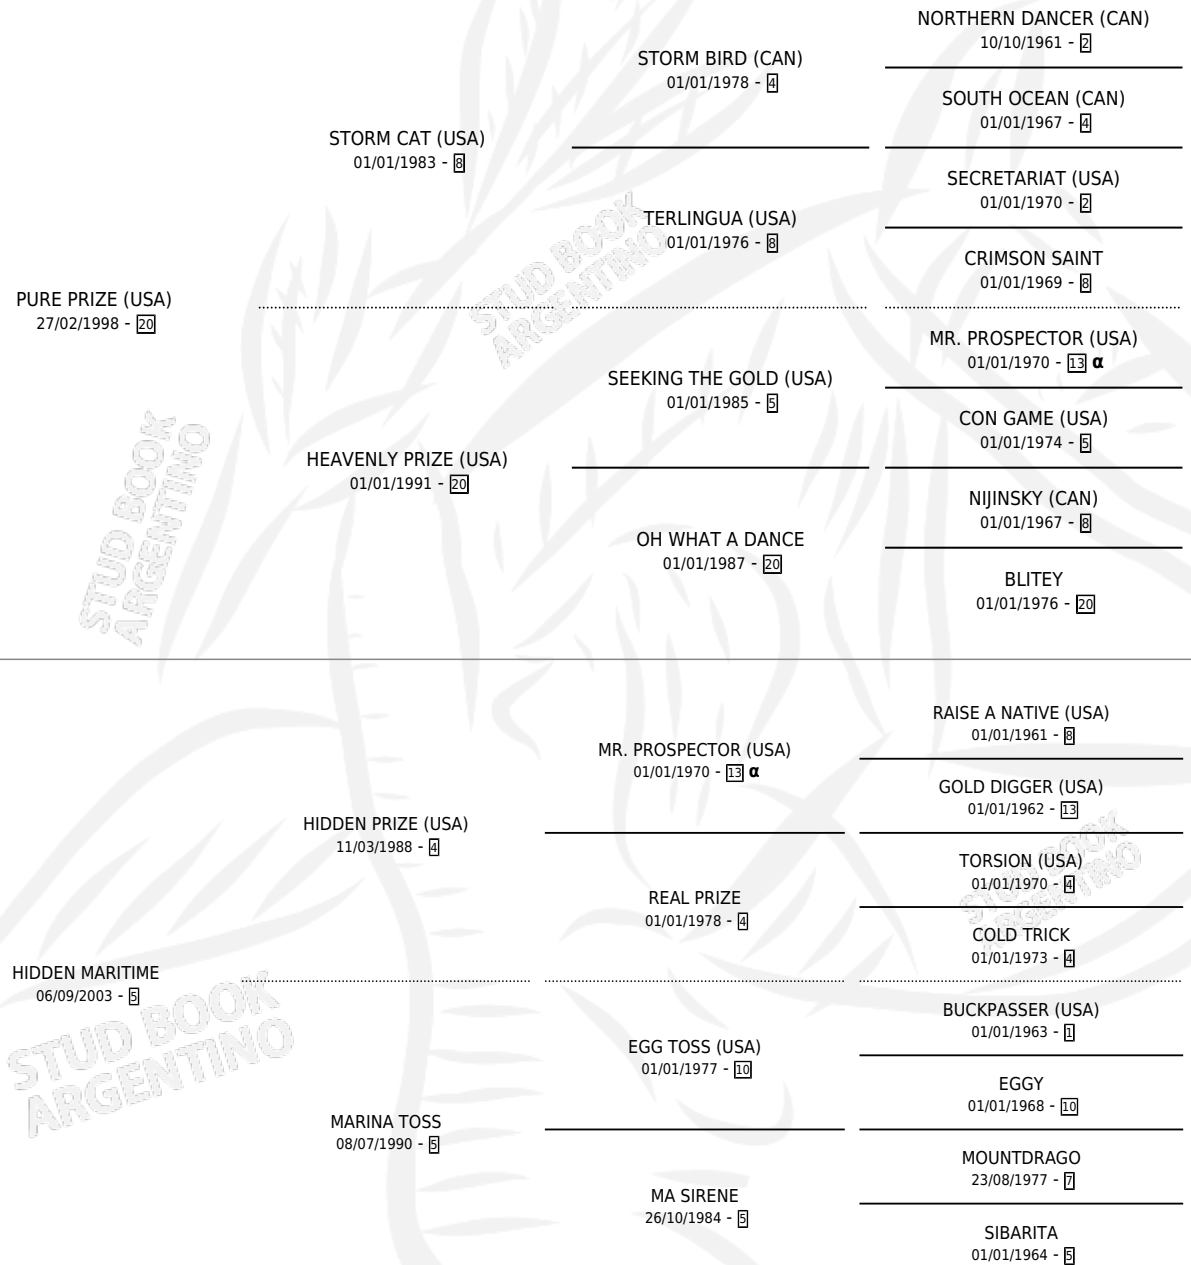 NORTHERN DANCER (CAN)
10/10/1961 - 2
STORM BIRD (CAN)
01/01/1978 - 4
SOUTH OCEAN (CAN)
01/01/1967 - 4
STORM CAT (USA)
01/01/1983 - 8
SECRETARIAT (USA)
01/01/1970 - 2
TERLINGUA (USA)
01/01/1976 - 8
CRIMSON SAINT
01/01/1969 - 8
PURE PRIZE (USA)
27/02/1998 - 20
STUD BOOK
ARGENTINO
MR. PROSPECTOR (USA)
01/01/1970 - 13 α
SEEKING THE GOLD (USA)
01/01/1985 - 5
CON GAME (USA)
01/01/1974 - 5
HEAVENLY PRIZE (USA)
01/01/1991 - 20
NIJINSKY (CAN)
01/01/1967 - 8
OH WHAT A DANCE
01/01/1987 - 20
BLITEY
01/01/1976 - 20
STUD BOOK
ARGENTINO
RAISE A NATIVE (USA)
01/01/1961 - 8
MR. PROSPECTOR (USA)
01/01/1970 - 13 α
GOLD DIGGER (USA)
01/01/1962 - 13
HIDDEN PRIZE (USA)
11/03/1988 - 4
TORSION (USA)
01/01/1970 - 4
STUD BOOK
ARGENTINO
REAL PRIZE
01/01/1978 - 4
COLD TRICK
01/01/1973 - 4
HIDDEN MARITIME
06/09/2003 - 5
STUD BOOK
ARGENTINO
BUCKPASSER (USA)
01/01/1963 - 1
EGG TOSS (USA)
01/01/1977 - 10
EGGY
01/01/1968 - 10
MARINA TOSS
08/07/1990 - 5
MOUNTDRAGO
23/08/1977 - 7
MA SIRENE
26/10/1984 - 5
SIBARITA
01/01/1964 - 5